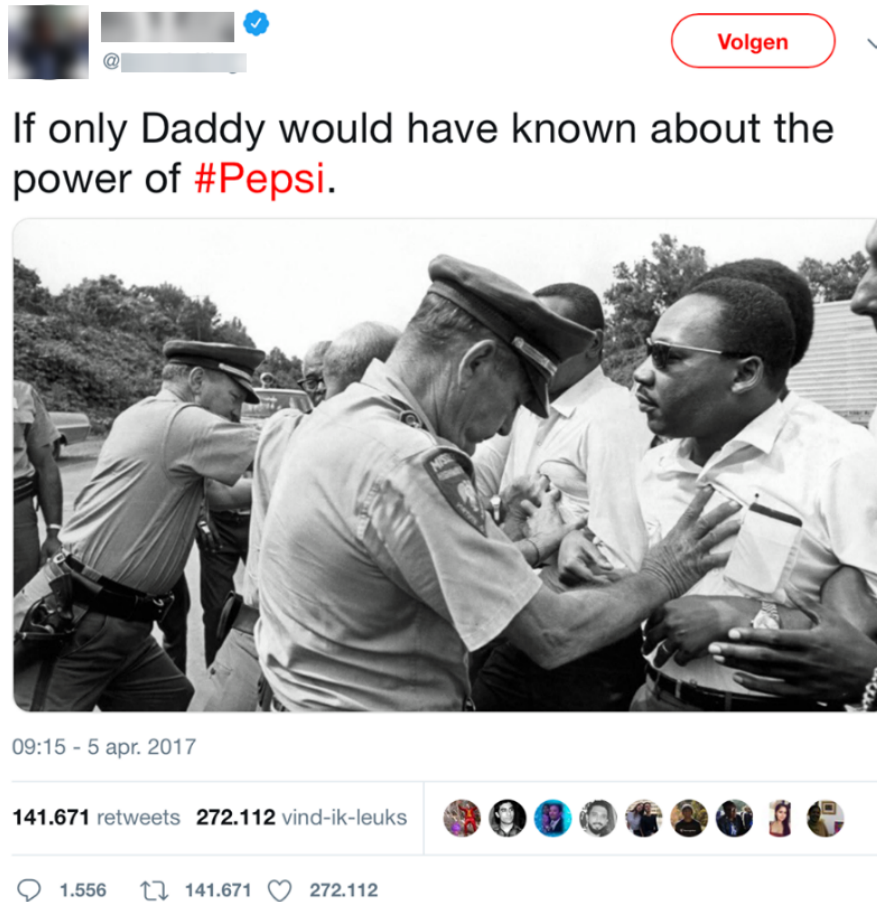 @
Volgen
If only Daddy would have known about the
power of #Pepsi.
09:15 - 5 apr. 2017
141.671 retweets 272.112 vind-ik-leuks
1.556 141.671 272.112